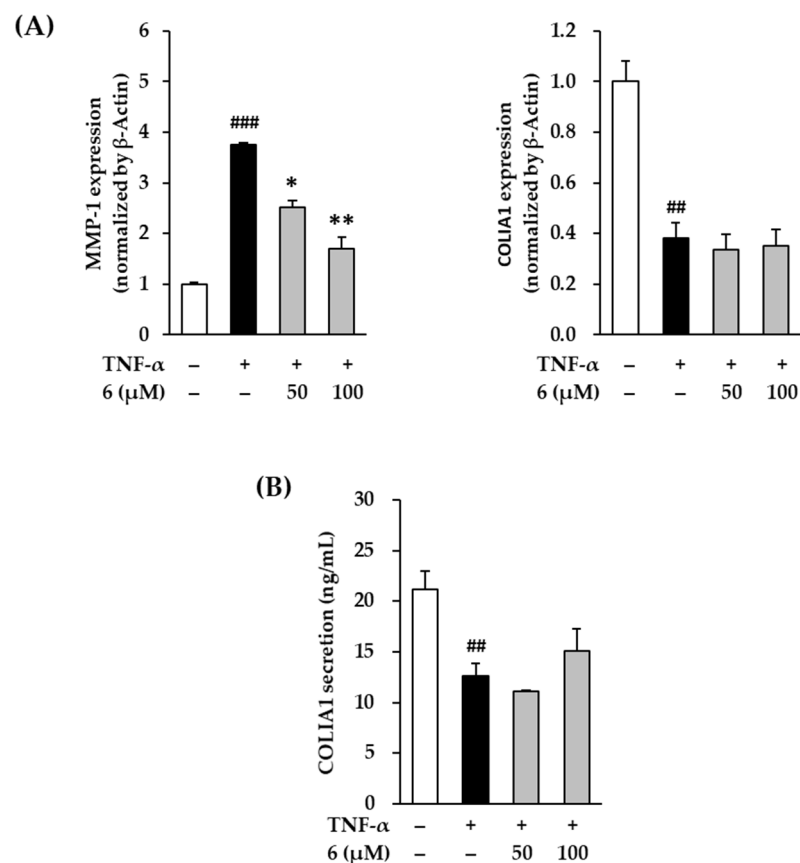 (A)
MMP-1 expression
(normalized by β-Actin)
6
5
4
3
2
1
0
###
*
**
TNF-α – + + +
6 (μM) – – 50 100
COLIA1 expression
(normalized by β-Actin)
1.2
1.0
0.8
0.6
0.4
0.2
0.0
##
TNF-α – + + +
6 (μM) – – 50 100
(B)
COLIA1 secretion (ng/mL)
30
25
20
15
10
5
0
##
TNF-α – + + +
6 (μM) – – 50 100